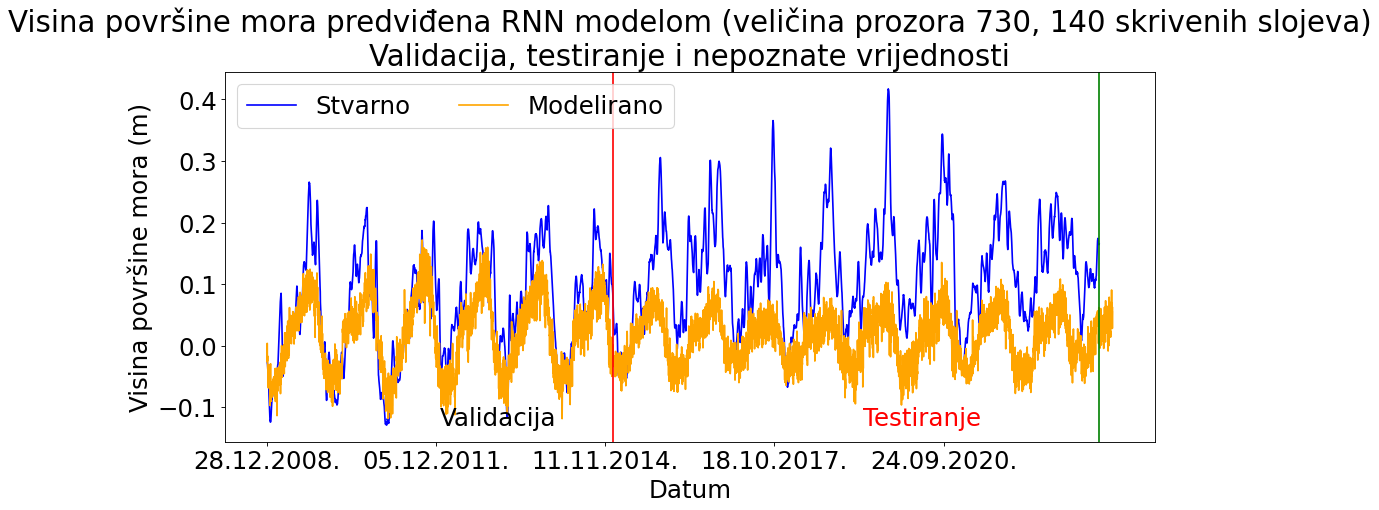 Visina površine mora predviđena RNN modelom (veličina prozora 730, 140 skrivenih slojeva)
Validacija, testiranje i nepoznate vrijednosti
Stvarno
Modelirano
Visina površine mora (m)
0.4
0.3
0.2
0.1
0.0
−0.1
Validacija
Testiranje
28.12.2008.
05.12.2011.
11.11.2014.
18.10.2017.
24.09.2020.
Datum